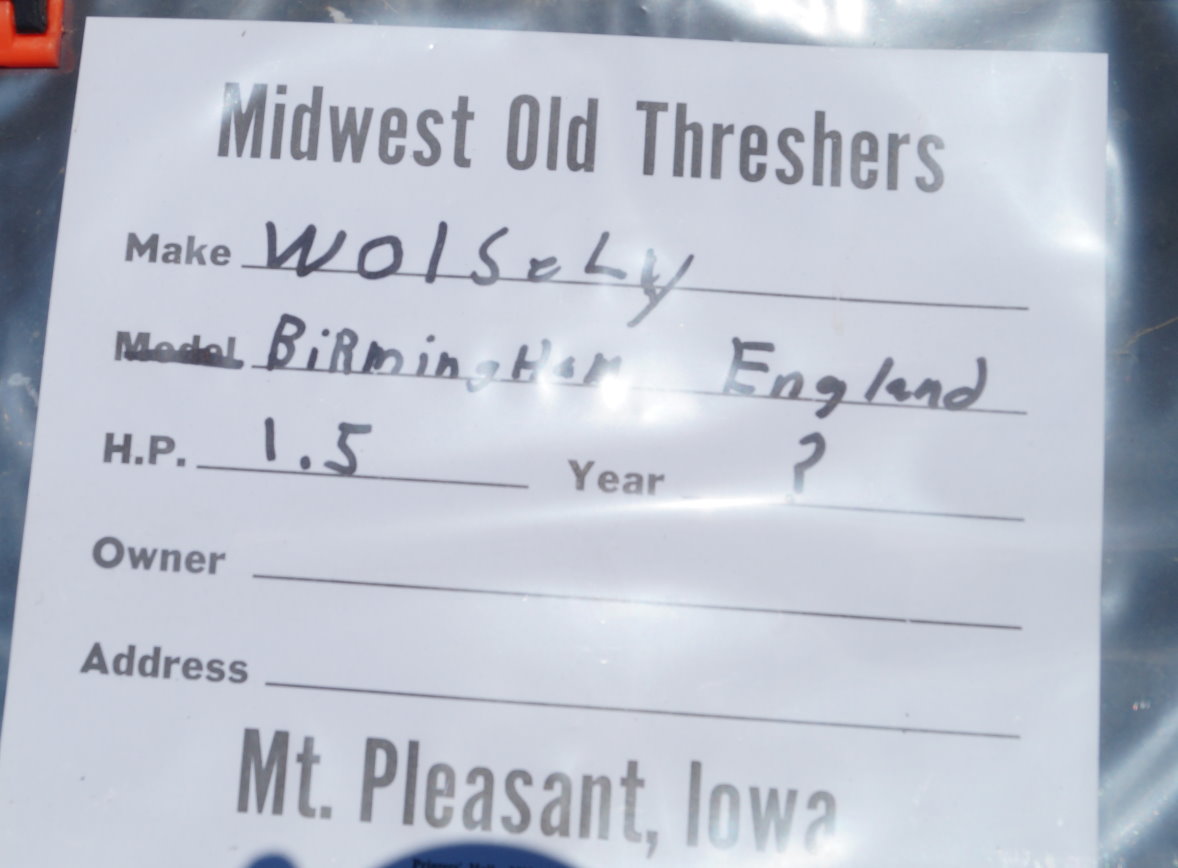 Midwest Old Threshers
Make WOlSeLy
Model BiRmingHam England
H.P. 1.5 Year ?
Owner
Address
Mt. Pleasant, Iowa